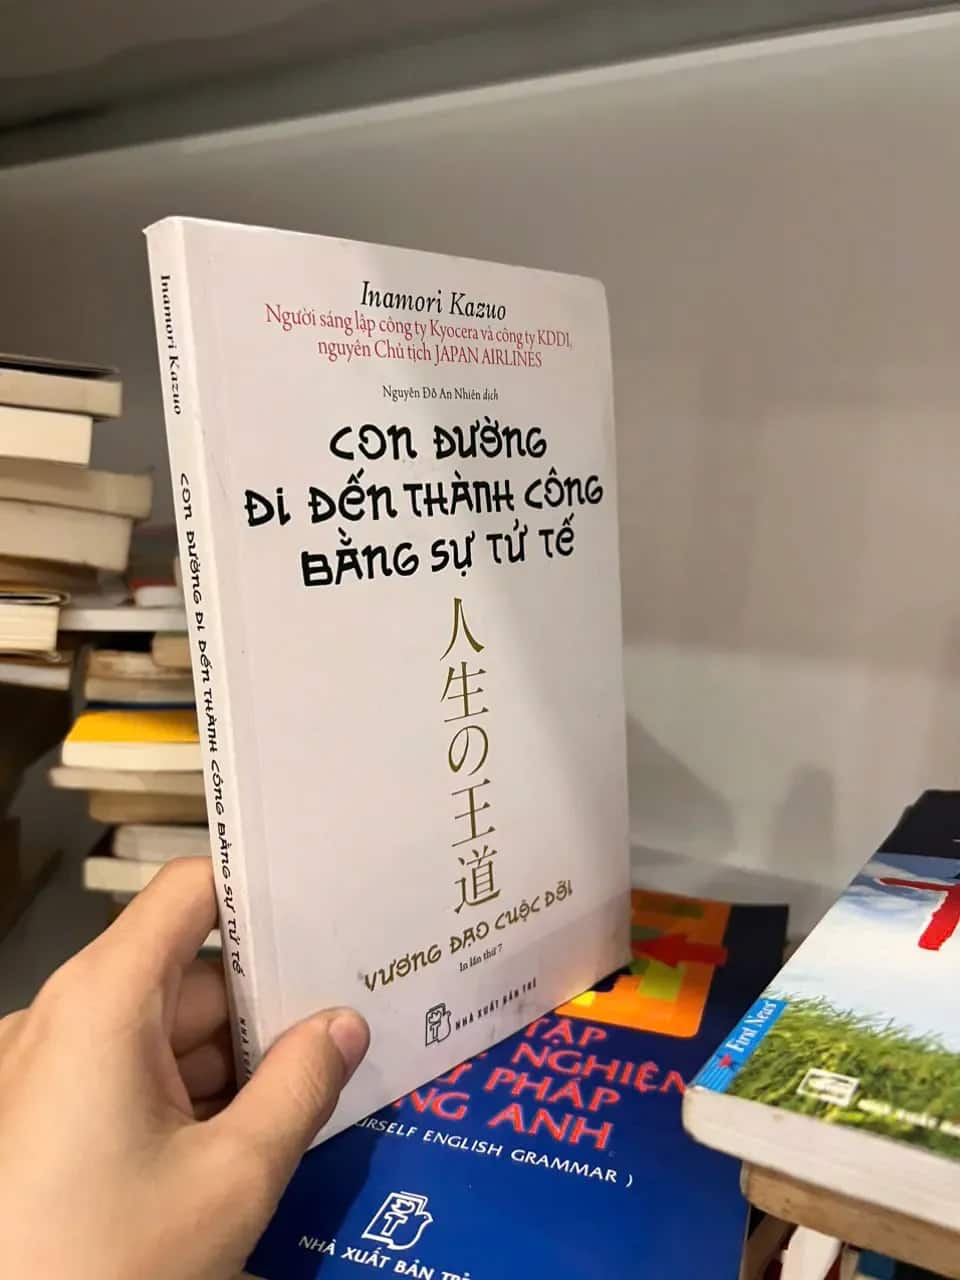 Inamori Kazuo
Người sáng lập công ty Kyocera và công ty KDDI,
nguyên Chủ tịch JAPAN AIRLINES
Nguyễn Đỗ An Nhiên dịch
CON ĐƯỜNG
ĐI ĐẾN THÀNH CÔNG
BẰNG SỰ TỬ TẾ
人生の王道
VƯƠNG ĐẠO CUỘC ĐỜI
In lần thứ 7
NHÀ XUẤT BẢN TRẺ
Inamori Kazuo
CON ĐƯỜNG ĐI ĐẾN THÀNH CÔNG BẰNG SỰ TỬ TẾ
NHÀ
TẬP
NGHIỆM
PHÁP
ANH
ENGLISH GRAMMAR )
NHÀ XUẤT BẢN TRẺ
First News